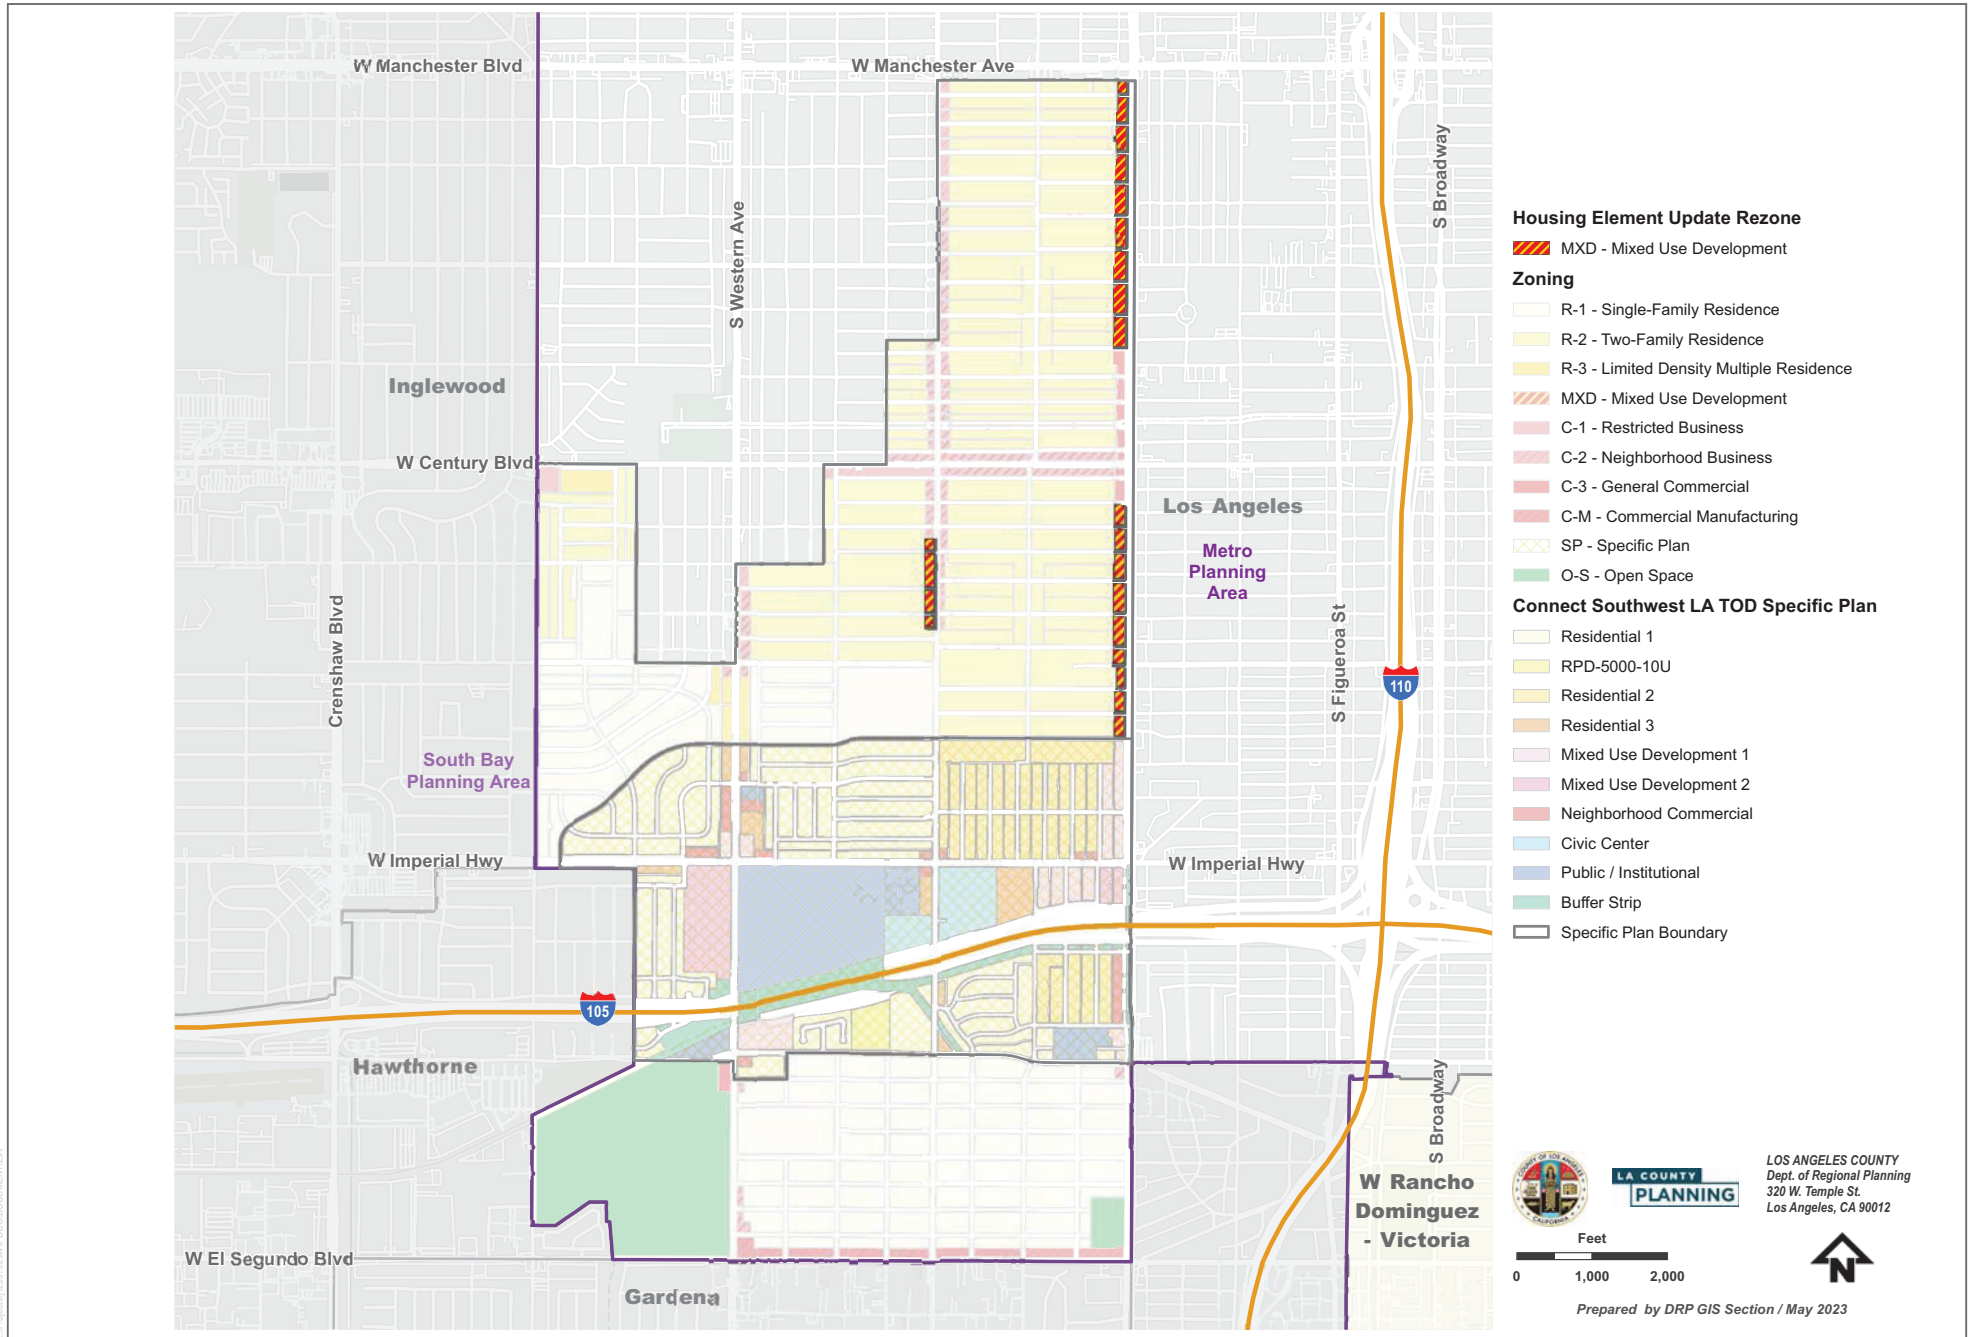 W Manchester Blvd
W Manchester Ave
S Western Ave
S Broadway
Inglewood
W Century Blvd
Los Angeles
Metro
Planning
Area
Crenshaw Blvd
S Figueroa St
110
South Bay
Planning Area
W Imperial Hwy
W Imperial Hwy
105
Hawthorne
S Broadway
W Rancho
Dominguez
- Victoria
W El Segundo Blvd
Gardena
Housing Element Update Rezone
MXD - Mixed Use Development
Zoning
R-1 - Single-Family Residence
R-2 - Two-Family Residence
R-3 - Limited Density Multiple Residence
MXD - Mixed Use Development
C-1 - Restricted Business
C-2 - Neighborhood Business
C-3 - General Commercial
C-M - Commercial Manufacturing
SP - Specific Plan
O-S - Open Space
Connect Southwest LA TOD Specific Plan
Residential 1
RPD-5000-10U
Residential 2
Residential 3
Mixed Use Development 1
Mixed Use Development 2
Neighborhood Commercial
Civic Center
Public / Institutional
Buffer Strip
Specific Plan Boundary
COUNTY OF LOS ANGELES
CALIFORNIA
LA COUNTY
PLANNING
LOS ANGELES COUNTY
Dept. of Regional Planning
320 W. Temple St.
Los Angeles, CA 90012
Feet
0 1,000 2,000
N
Prepared by DRP GIS Section / May 2023